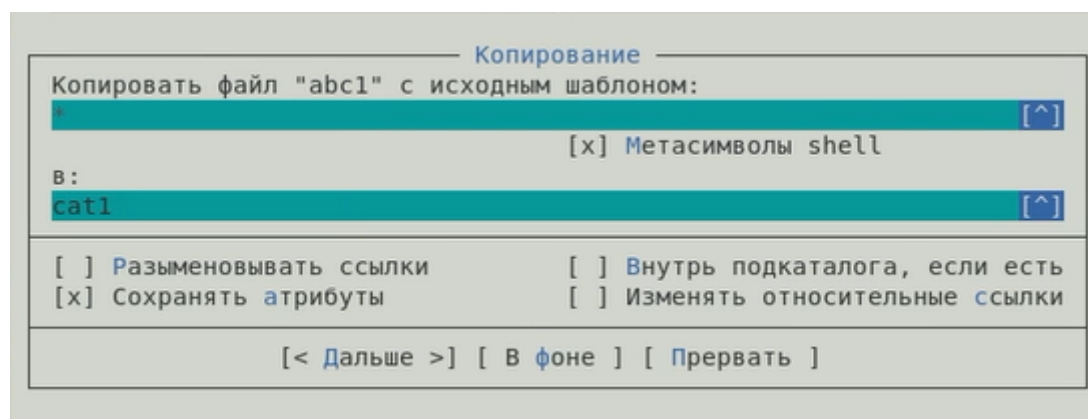 Копирование
Копировать файл "abc1" с исходным шаблоном:
* [^]
[x] Метасимволы shell
в:
cat1 [^]
[ ] Разыменовывать ссылки [ ] Внутрь подкаталога, если есть
[x] Сохранять атрибуты [ ] Изменять относительные ссылки
[< Дальше >] [ В фоне ] [ Прервать ]